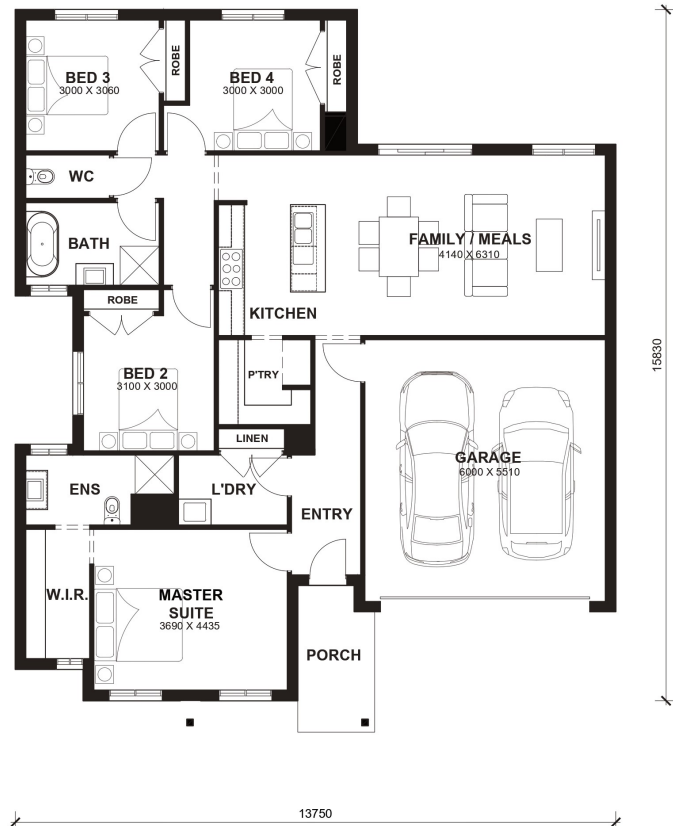 BED 3
3000 X 3060
ROBE
BED 4
3000 X 3000
ROBE
WC
BATH
FAMILY / MEALS
4140 X 6310
ROBE
KITCHEN
BED 2
3100 X 3000
P'TRY
15830
LINEN
GARAGE
6000 X 5510
ENS
L'DRY
ENTRY
W.I.R.
MASTER
SUITE
3690 X 4435
PORCH
13750